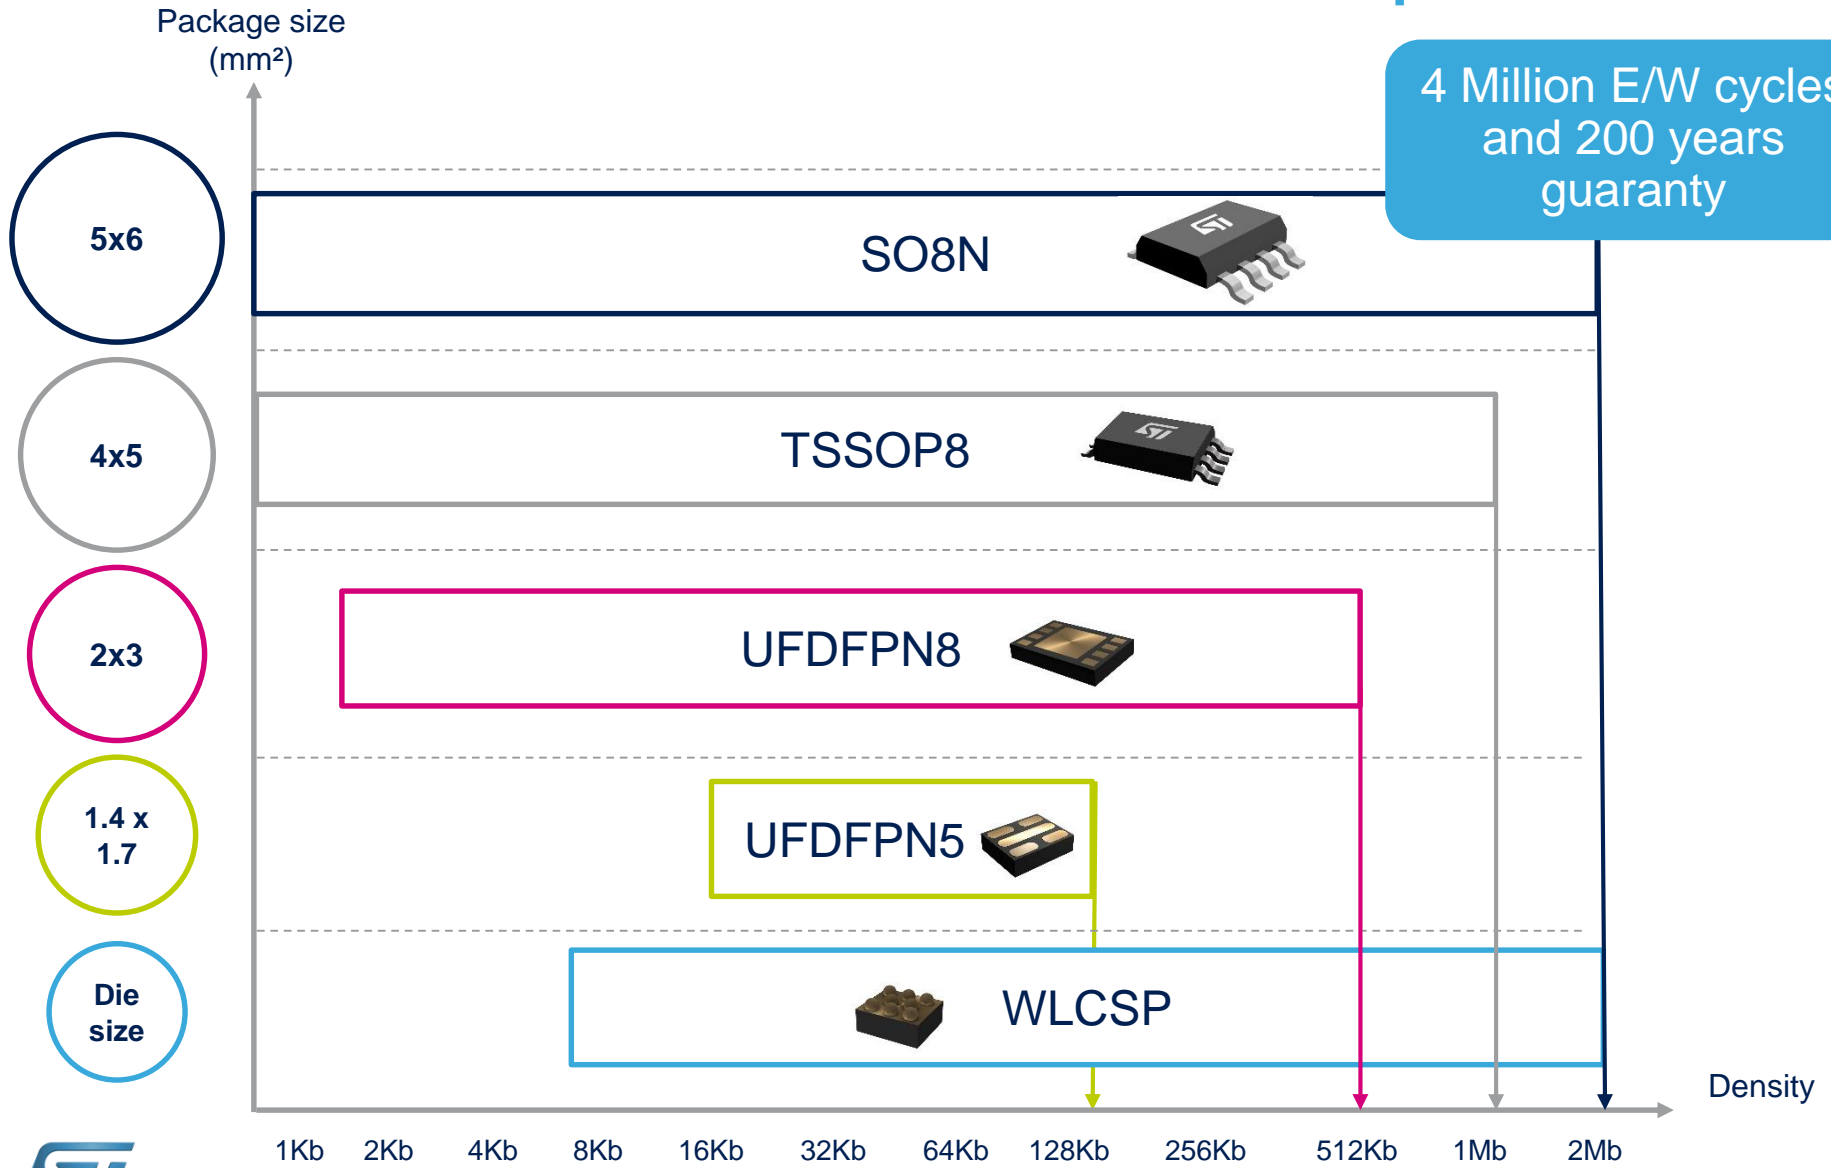 Package size
(mm²)
4 Million E/W cycles
and 200 years
guaranty
5x6
SO8N
4x5
TSSOP8
2x3
UFDFPN8
1.4 x
1.7
UFDFPN5
Die
size
WLCSP
Density
1Kb 2Kb 4Kb 8Kb 16Kb 32Kb 64Kb 128Kb 256Kb 512Kb 1Mb 2Mb